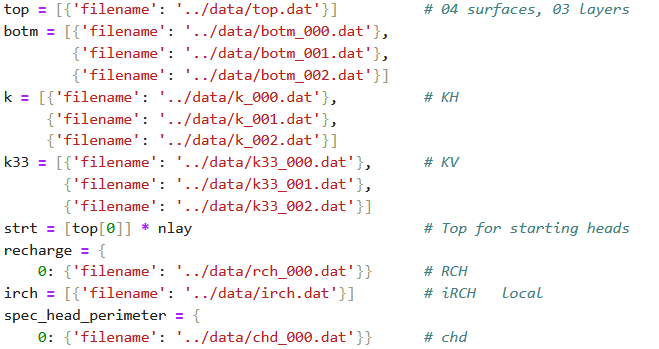 top = [{'filename': '../data/top.dat'}]          # 04 surfaces, 03 layers
botm = [{'filename': '../data/botm_000.dat'},
        {'filename': '../data/botm_001.dat'},
        {'filename': '../data/botm_002.dat'}]
k = [{'filename': '../data/k_000.dat'},          # KH
     {'filename': '../data/k_001.dat'},
     {'filename': '../data/k_002.dat'}]
k33 = [{'filename': '../data/k33_000.dat'},      # KV
       {'filename': '../data/k33_001.dat'},
       {'filename': '../data/k33_002.dat'}]
strt = [top[0]] * nlay                           # Top for starting heads
recharge = {
    0: {'filename': '../data/rch_000.dat'}}      # RCH
irch = [{'filename': '../data/irch.dat'}]        # iRCH   local
spec_head_perimeter = {
    0: {'filename': '../data/chd_000.dat'}}      # chd